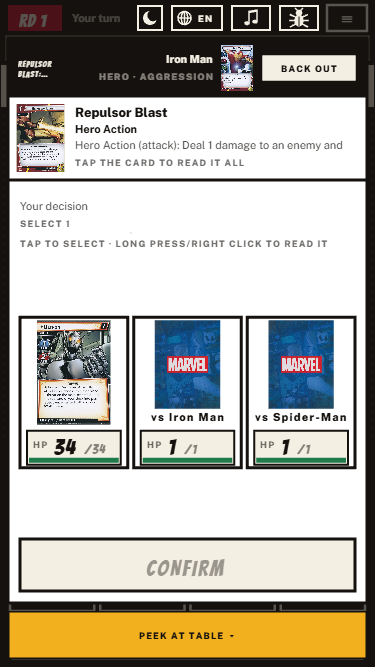 RD 1
Your turn
EN
REPULSOR
BLAST:...
Iron Man
HERO · AGGRESSION
BACK OUT
Repulsor Blast
Hero Action
Hero Action (attack): Deal 1 damage to an enemy and
TAP THE CARD TO READ IT ALL
Your decision
SELECT 1
TAP TO SELECT · LONG PRESS/RIGHT CLICK TO READ IT
MARVEL
MARVEL
vs Iron Man
vs Spider-Man
HP 34 /34
HP 1 /1
HP 1 /1
CONFIRM
PEEK AT TABLE